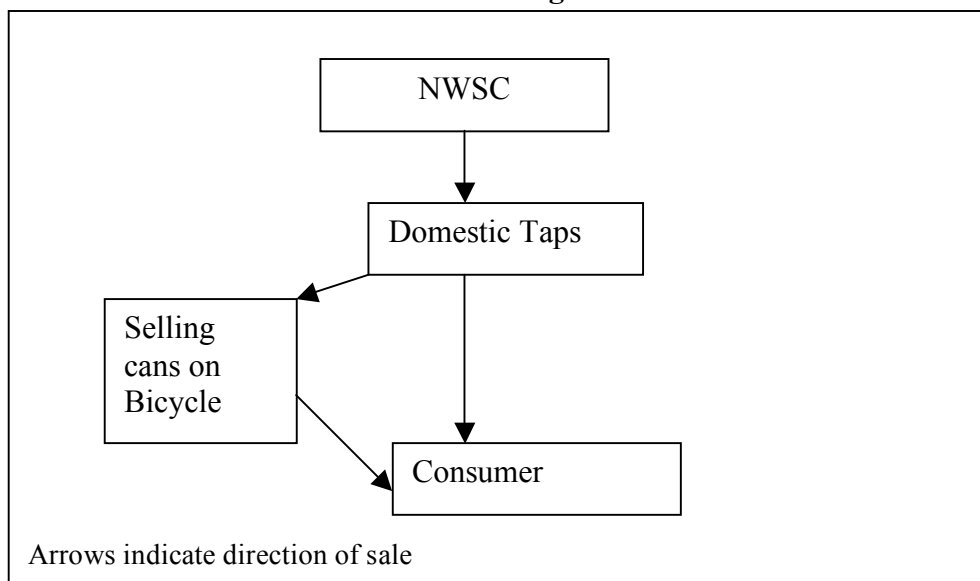 NWSC
Domestic Taps
Selling
cans on
Bicycle
Consumer
Arrows indicate direction of sale